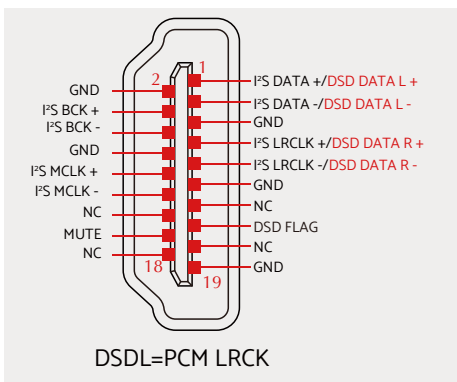 1
2
I²S DATA +/DSD DATA L +
GND
I²S DATA -/DSD DATA L -
I²S BCK +
GND
I²S BCK -
I²S LRCLK +/DSD DATA R +
GND
I²S LRCLK -/DSD DATA R -
I²S MCLK +
GND
I²S MCLK -
NC
NC
DSD FLAG
MUTE
NC
NC
GND
18
19
DSDL=PCM LRCK